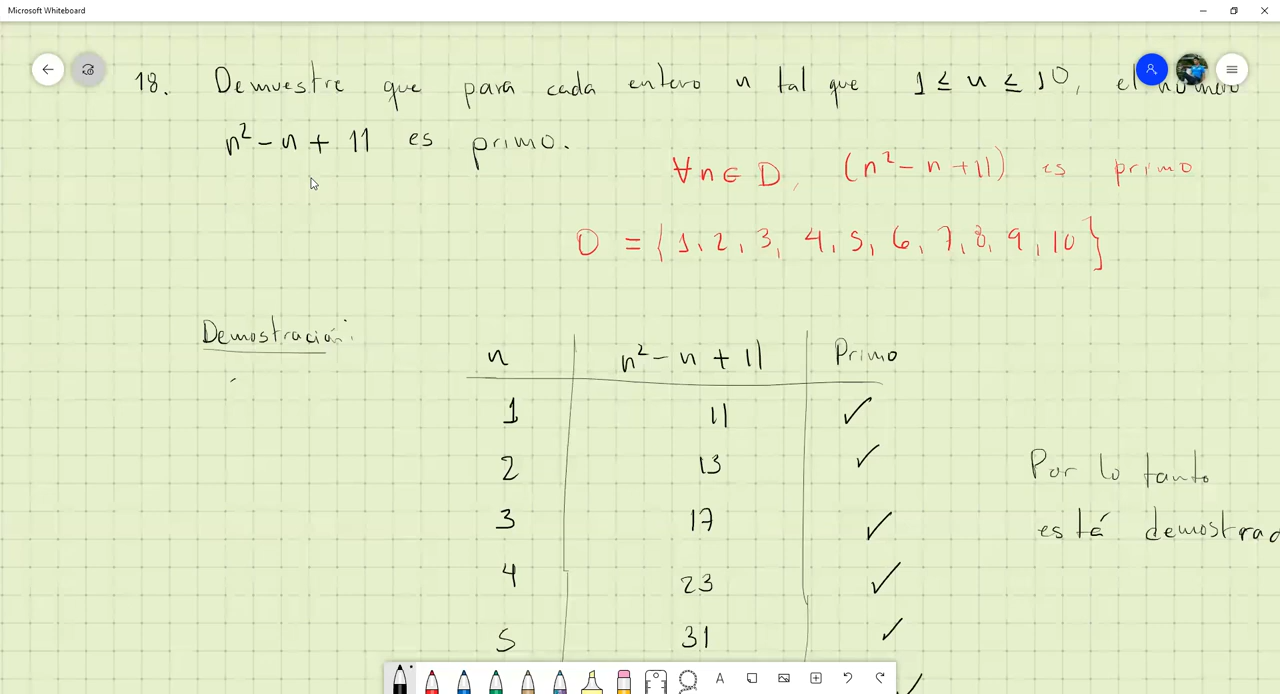 Microsoft Whiteboard
18. Demuestre que para cada entero n tal que 1 ≤ n ≤ 10, el número
n² - n + 11 es primo.
∀n ∈ D, (n² - n + 11) es primo
D = {1, 2, 3, 4, 5, 6, 7, 8, 9, 10}
Demostración:
n | n² - n + 11 | Primo
1 | 11 | ✓
2 | 13 | ✓
3 | 17 | ✓
4 | 23 | ✓
5 | 31 | ✓
Por lo tanto
está demostrad
A